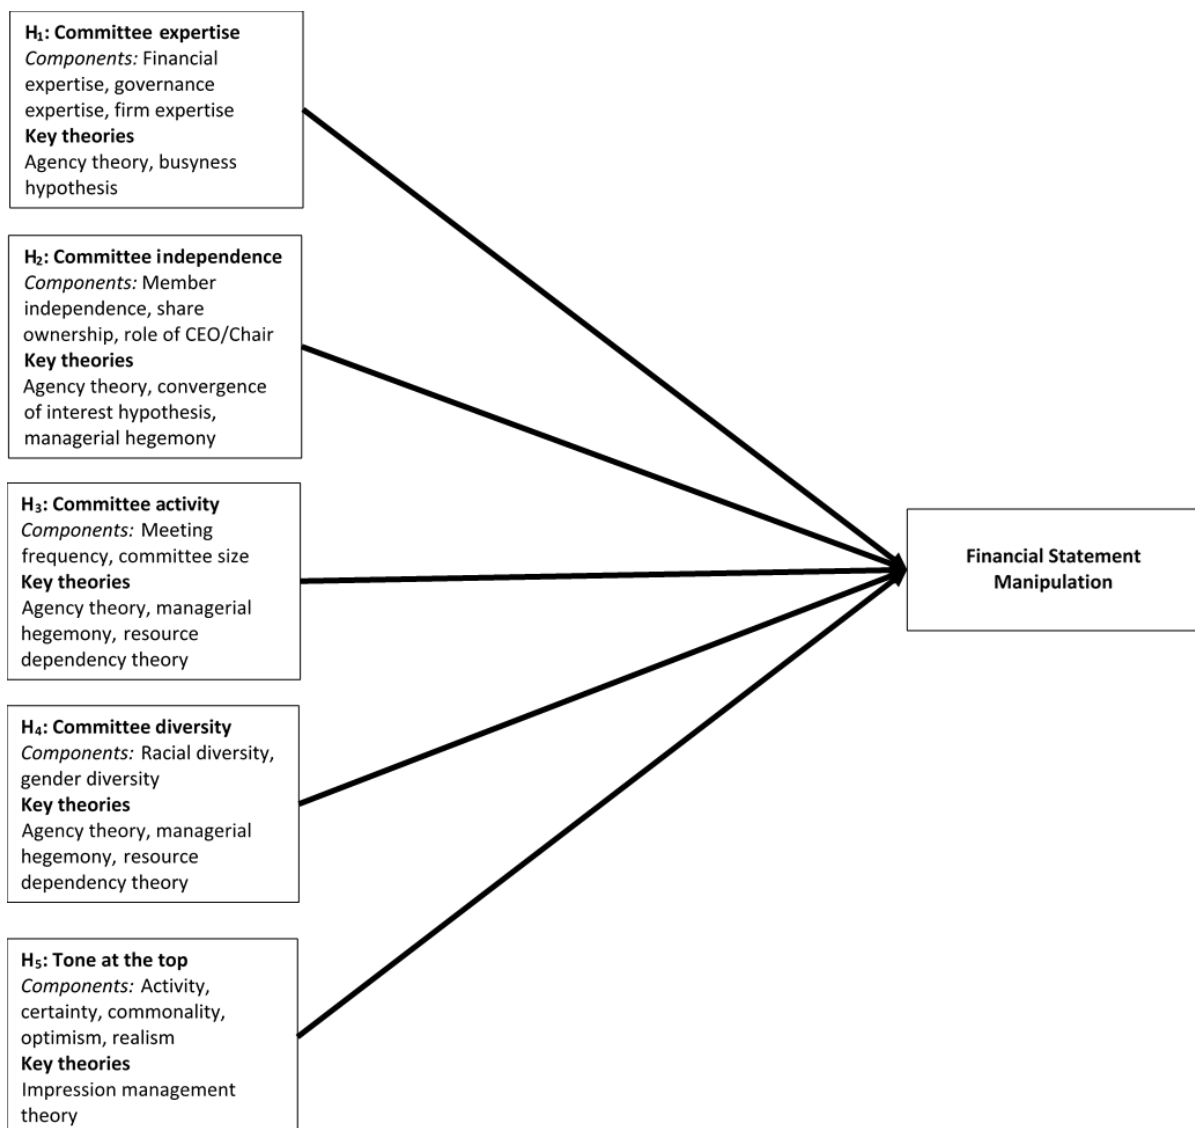 H₁: Committee expertise
Components: Financial
expertise, governance
expertise, firm expertise
Key theories
Agency theory, busyness
hypothesis
H₂: Committee independence
Components: Member
independence, share
ownership, role of CEO/Chair
Key theories
Agency theory, convergence
of interest hypothesis,
managerial hegemony
H₃: Committee activity
Components: Meeting
frequency, committee size
Key theories
Agency theory, managerial
hegemony, resource
dependency theory
H₄: Committee diversity
Components: Racial diversity,
gender diversity
Key theories
Agency theory, managerial
hegemony, resource
dependency theory
H₅: Tone at the top
Components: Activity,
certainty, commonality,
optimism, realism
Key theories
Impression management
theory
Financial Statement
Manipulation